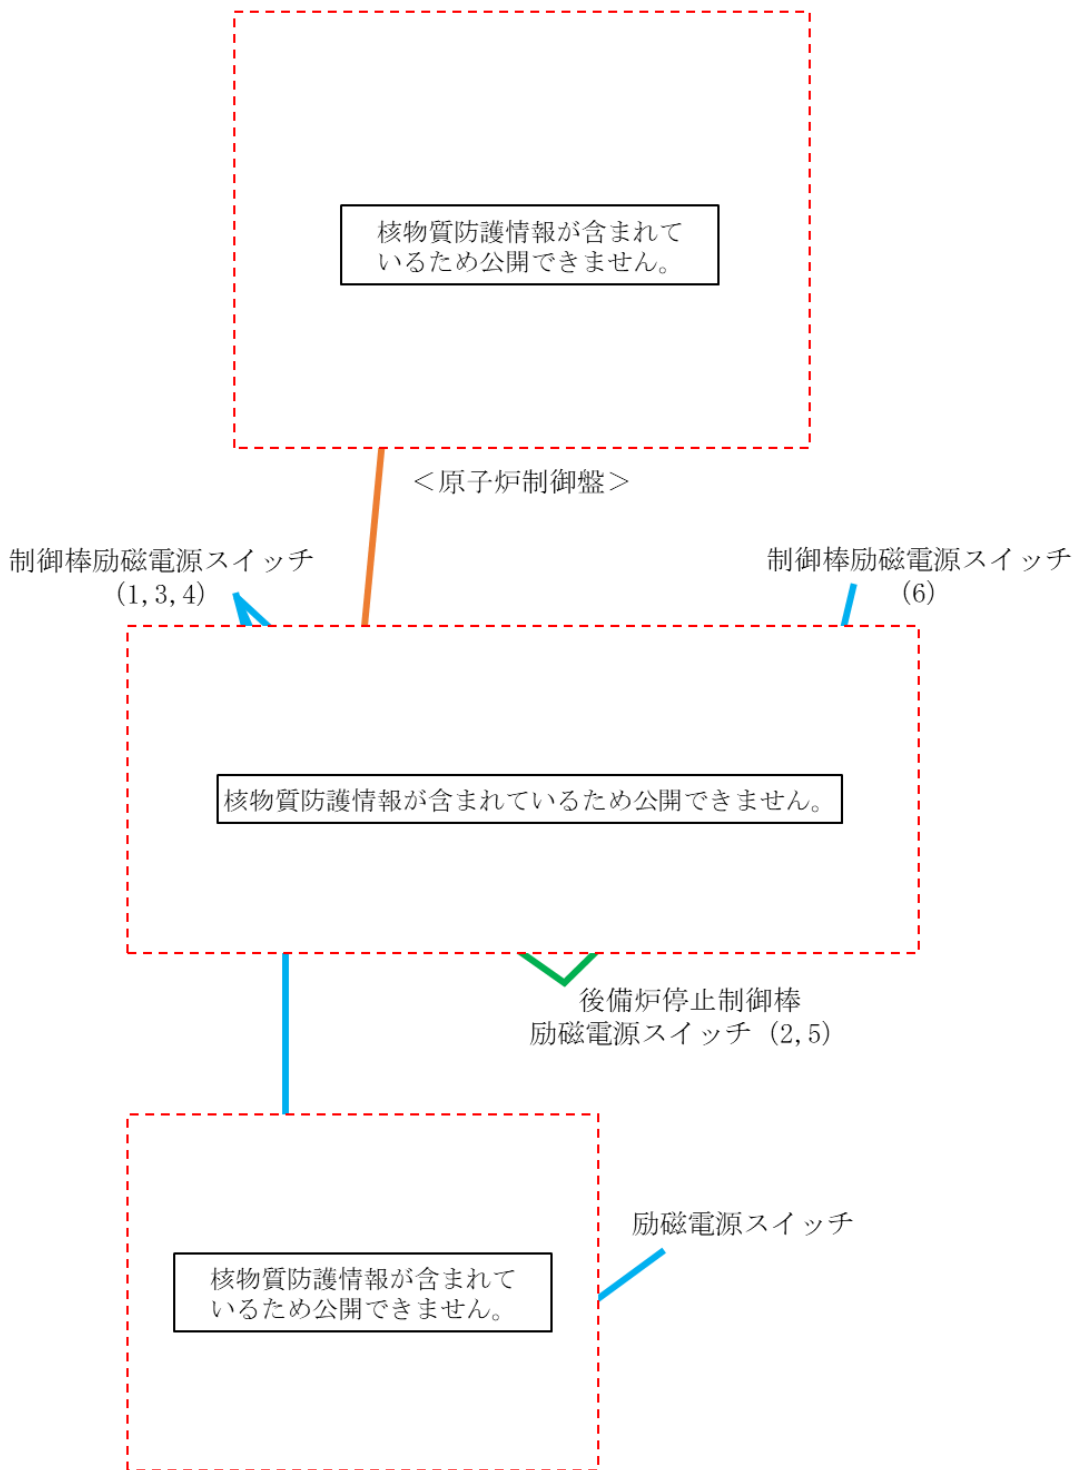 核物質防護情報が含まれて
いるため公開できません。
＜原子炉制御盤＞
制御棒励磁電源スイッチ
(1,3,4)
制御棒励磁電源スイッチ
(6)
核物質防護情報が含まれているため公開できません。
後備炉停止制御棒
励磁電源スイッチ (2,5)
励磁電源スイッチ
核物質防護情報が含まれて
いるため公開できません。